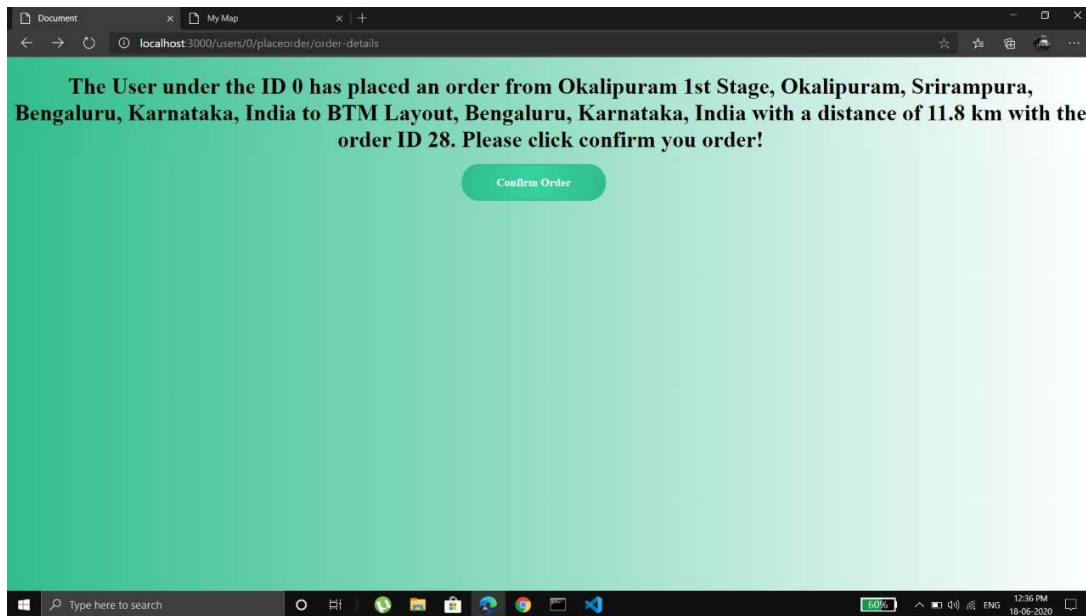 Document
My Map
localhost:3000/users/0/placeorder/order-details
The User under the ID 0 has placed an order from Okalipuram 1st Stage, Okalipuram, Srirampura,
Bengaluru, Karnataka, India to BTM Layout, Bengaluru, Karnataka, India with a distance of 11.8 km with the
order ID 28. Please click confirm you order!
Confirm Order
Type here to search
60%
ENG
12:36 PM
18-06-2020